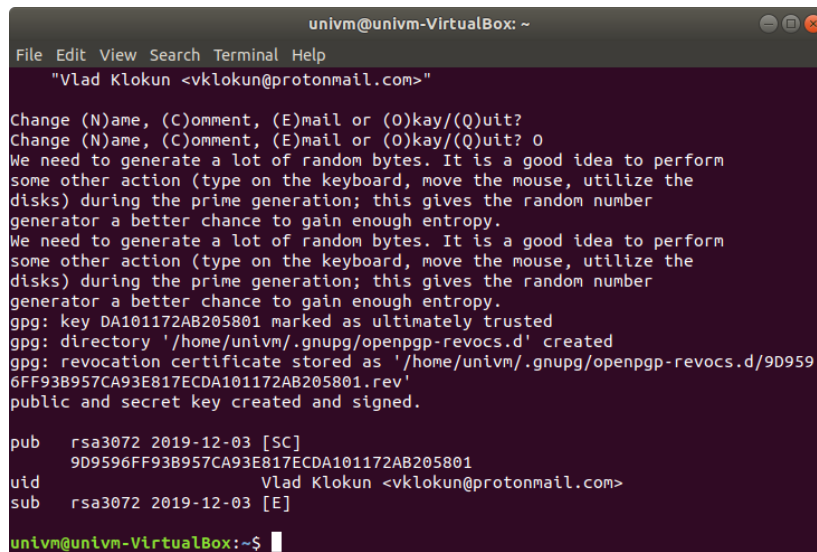 univm@univm-VirtualBox: ~
File Edit View Search Terminal Help
"Vlad Klokun <vklokun@protonmail.com>"
Change (N)ame, (C)omment, (E)mail or (O)kay/(Q)uit?
Change (N)ame, (C)omment, (E)mail or (O)kay/(Q)uit? O
We need to generate a lot of random bytes. It is a good idea to perform
some other action (type on the keyboard, move the mouse, utilize the
disks) during the prime generation; this gives the random number
generator a better chance to gain enough entropy.
We need to generate a lot of random bytes. It is a good idea to perform
some other action (type on the keyboard, move the mouse, utilize the
disks) during the prime generation; this gives the random number
generator a better chance to gain enough entropy.
gpg: key DA101172AB205801 marked as ultimately trusted
gpg: directory '/home/univm/.gnupg/openpgp-revocs.d' created
gpg: revocation certificate stored as '/home/univm/.gnupg/openpgp-revocs.d/9D959
6FF93B957CA93E817ECDA101172AB205801.rev'
public and secret key created and signed.
pub rsa3072 2019-12-03 [SC]
9D9596FF93B957CA93E817ECDA101172AB205801
uid Vlad Klokun <vklokun@protonmail.com>
sub rsa3072 2019-12-03 [E]
univm@univm-VirtualBox:~$